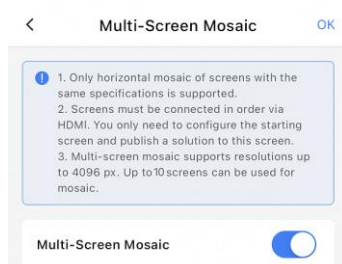 Multi-Screen Mosaic OK
1. Only horizontal mosaic of screens with the
same specifications is supported.
2. Screens must be connected in order via
HDMI. You only need to configure the starting
screen and publish a solution to this screen.
3. Multi-screen mosaic supports resolutions up
to 4096 px. Up to 10 screens can be used for
mosaic.
Multi-Screen Mosaic